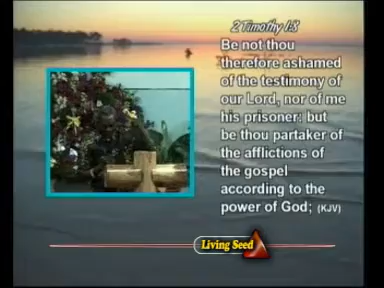 2 Timothy 1:8
Be not thou
therefore ashamed
of the testimony of
our Lord, nor of me
his prisoner: but
be thou partaker of
the afflictions of
the gospel
according to the
power of God; (KJV)
Living Seed